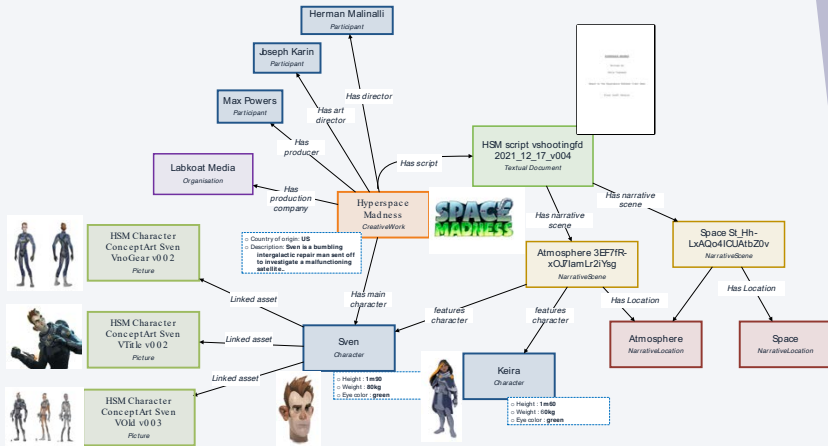 Herman Malinalli
Participant
Joseph Karin
Participant
Max Powers
Participant
Has director
Has art
director
Has
producer
Labkoat Media
Organisation
Has
production
company
Has script
HSM script vshootingfd
2021_12_17_v004
Textual Document
Hyperspace
Madness
CreativeWork
SPACE
MADNESS
Country of origin: US
Description: Sven is a bumbling
intergalactic repair man sent off
to investigate a malfunctioning
satellite..
Has narrative
scene
Has narrative
scene
Atmosphere 3EF7fR-
xOJ7IamLr2iYsg
NarrativeScene
Space St_Hh-
LxAQo4ICUAtbZ0v
NarrativeScene
HSM Character
ConceptArt Sven
VnoGear v002
Picture
Linked asset
Has main
character
features
character
features
character
Has Location
Has Location
HSM Character
ConceptArt Sven
VTitle v002
Picture
Linked asset
Sven
Character
Atmosphere
NarrativeLocation
Space
NarrativeLocation
Keira
Character
Linked asset
HSM Character
ConceptArt Sven
VOld v003
Picture
Height : 1m90
Weight : 80kg
Eye color : green
Height : 1m60
Weight : 60kg
Eye color : green